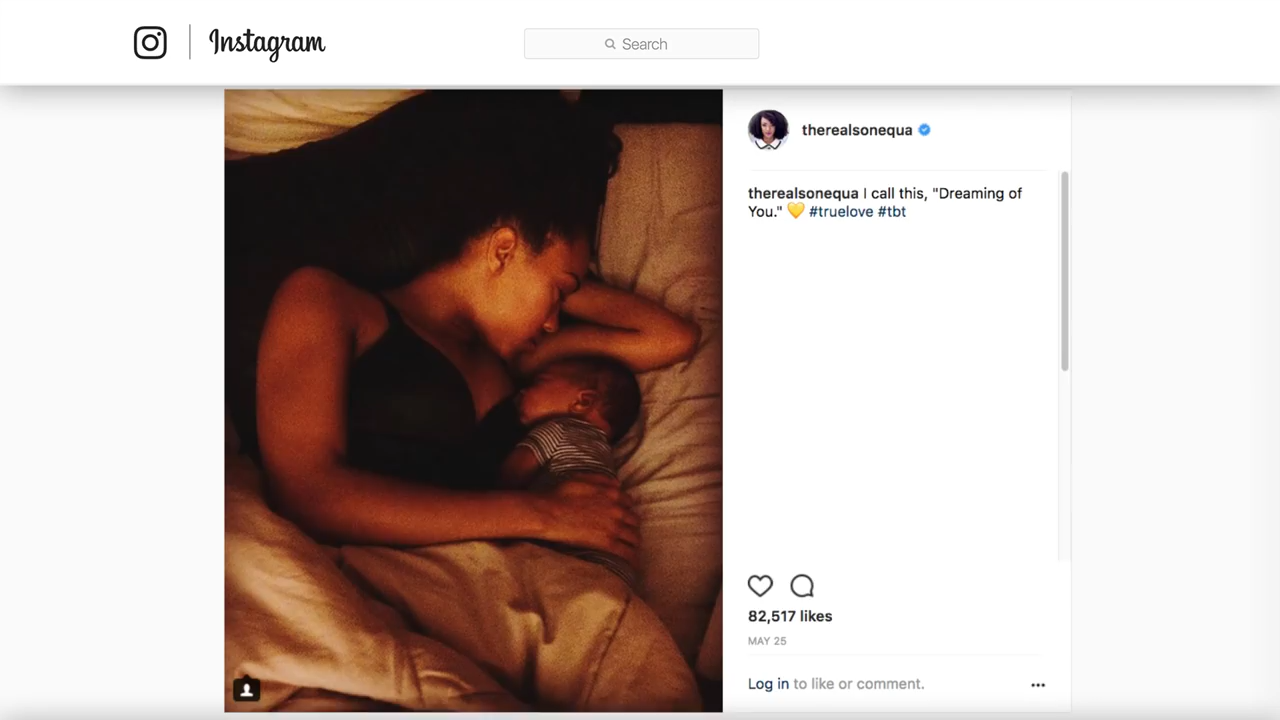 Instagram
Search
therealsonequa
therealsonequa I call this, "Dreaming of
You." 💛 #truelove #tbt
82,517 likes
MAY 25
Log in to like or comment.